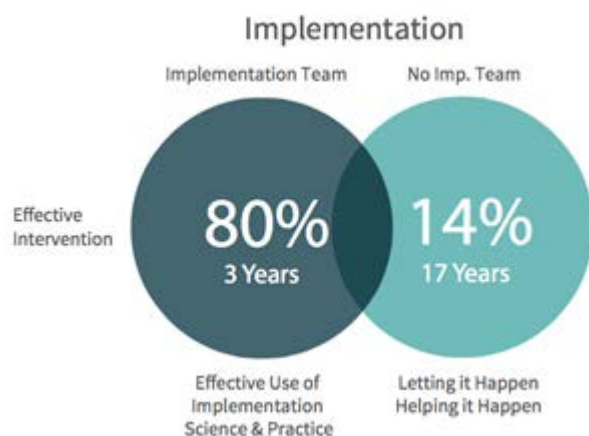 Implementation
Implementation Team
No Imp. Team
Effective
Intervention
80%
3 Years
14%
17 Years
Effective Use of
Implementation
Science & Practice
Letting it Happen
Helping it Happen